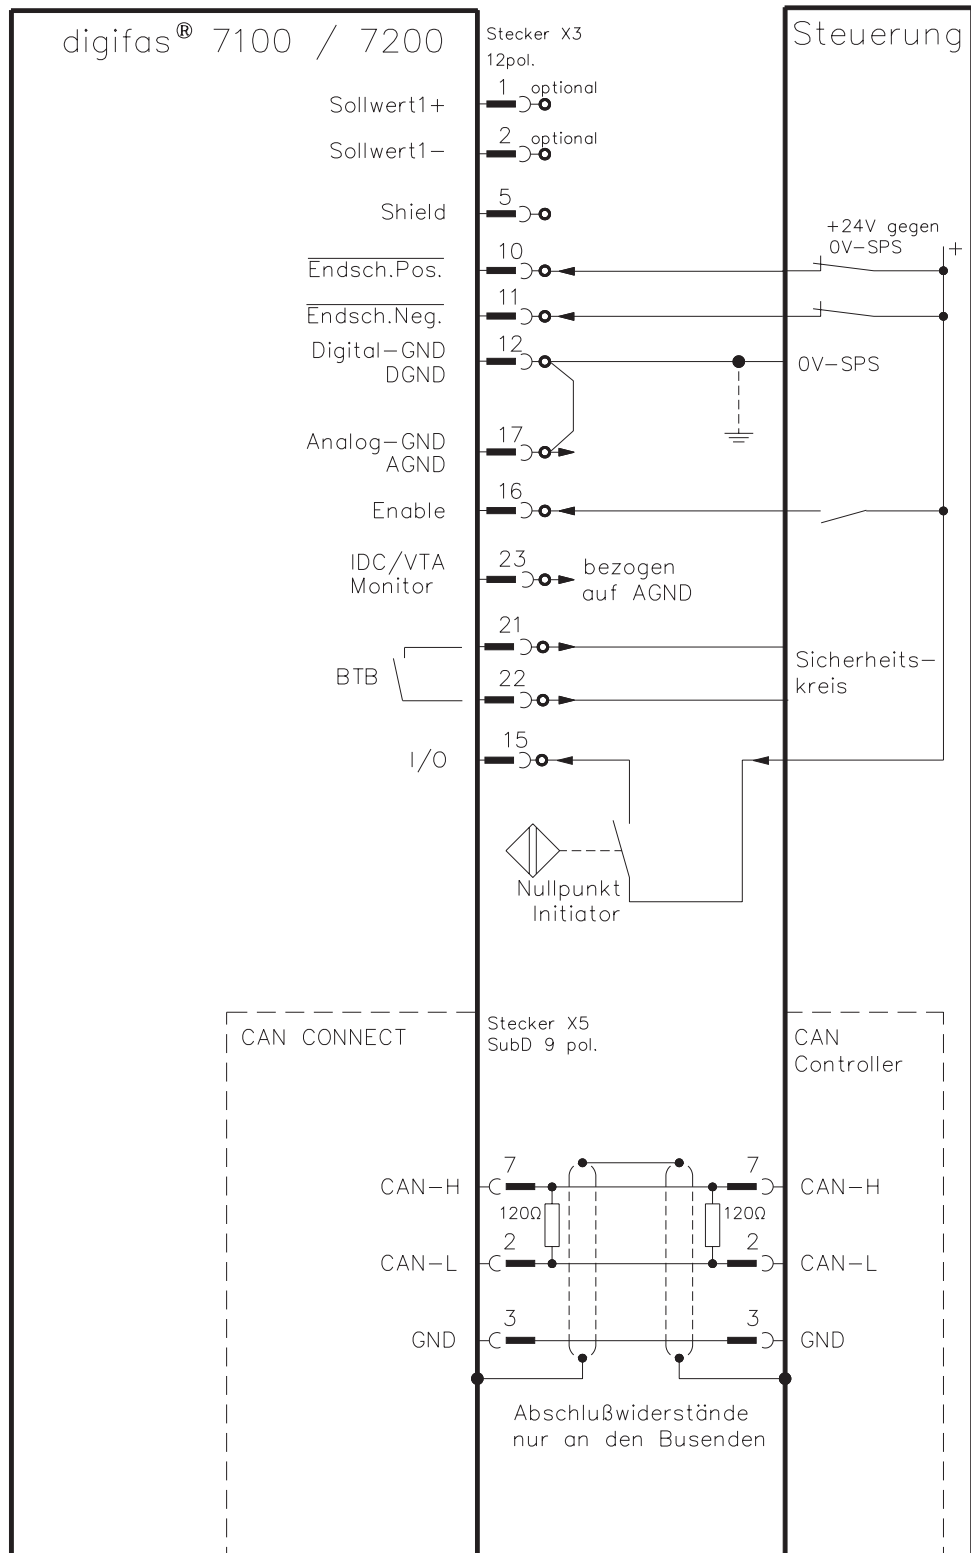 digifas® 7100 / 7200
Stecker X3
12pol.
Steuerung
Sollwert1+
1
optional
Sollwert1-
2
optional
Shield
5
+24V gegen
0V-SPS
+
Endsch.Pos.
10
Endsch.Neg.
11
Digital-GND
DGND
12
0V-SPS
Analog-GND
AGND
17
Enable
16
IDC/VTA
Monitor
23
bezogen
auf AGND
BTB
21
22
Sicherheits-
kreis
I/O
15
Nullpunkt
Initiator
CAN CONNECT
Stecker X5
SubD 9 pol.
CAN
Controller
CAN-H
7
7
CAN-H
120Ω
120Ω
CAN-L
2
2
CAN-L
GND
3
3
GND
Abschlußwiderstände
nur an den Busenden